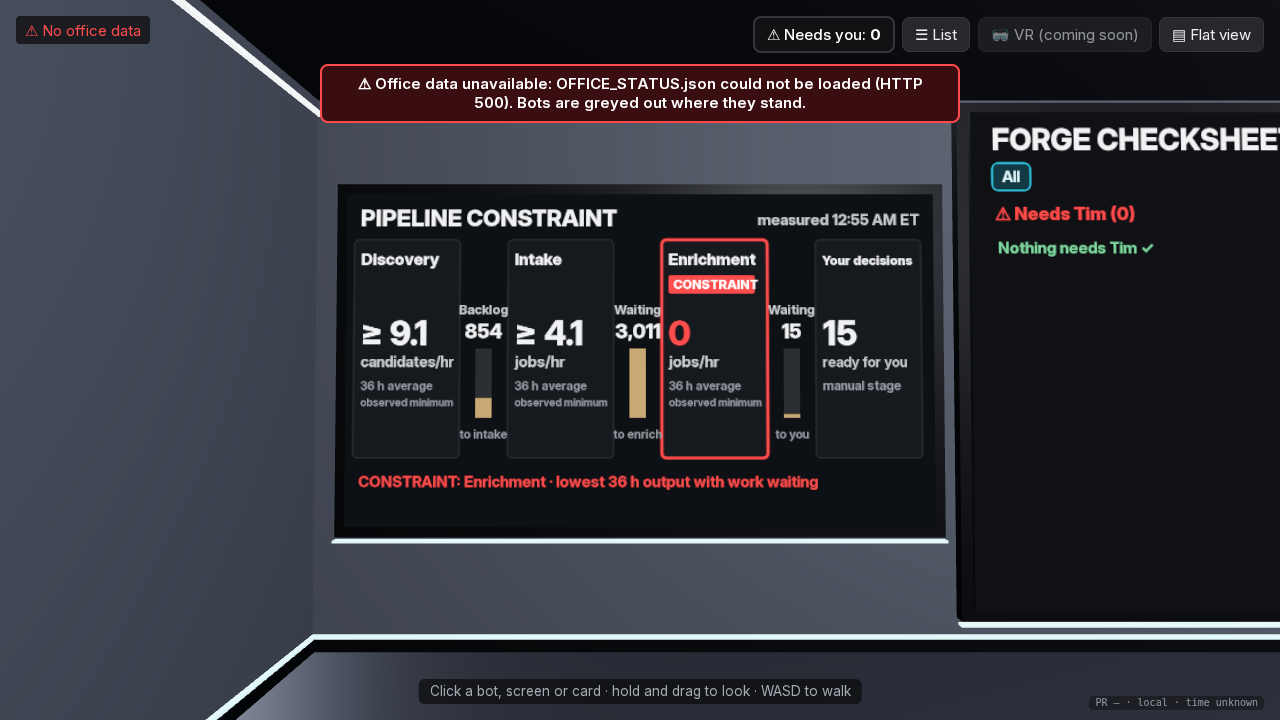 ⚠ No office data
⚠ Needs you: 0
☰ List
VR (coming soon)
▤ Flat view
⚠ Office data unavailable: OFFICE_STATUS.json could not be loaded (HTTP
500). Bots are greyed out where they stand.
PIPELINE CONSTRAINT
measured 12:55 AM ET
Discovery
≥ 9.1
candidates/hr
36 h average
observed minimum
Backlog
854
to intake
Intake
≥ 4.1
jobs/hr
36 h average
observed minimum
Waiting
3,011
to enrich
Enrichment
CONSTRAINT
0
jobs/hr
36 h average
observed minimum
Waiting
15
to you
Your decisions
15
ready for you
manual stage
CONSTRAINT: Enrichment · lowest 36 h output with work waiting
FORGE CHECKSHEET
All
⚠ Needs Tim (0)
Nothing needs Tim ✓
Click a bot, screen or card · hold and drag to look · WASD to walk
PR — · local · time unknown